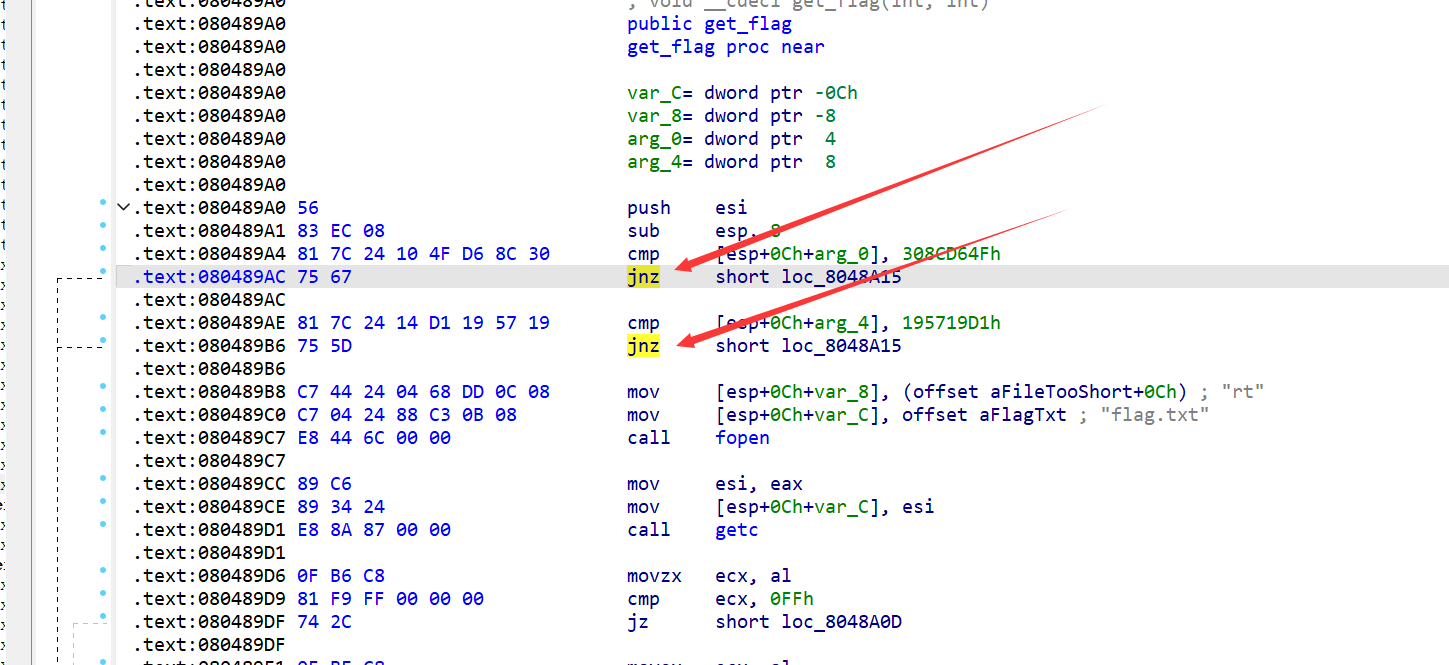 .text:080489A0 ; void __cdecl get_flag(int, int)
.text:080489A0 public get_flag
.text:080489A0 get_flag proc near
.text:080489A0
.text:080489A0 var_C= dword ptr -0Ch
.text:080489A0 var_8= dword ptr -8
.text:080489A0 arg_0= dword ptr  4
.text:080489A0 arg_4= dword ptr  8
.text:080489A0
.text:080489A0 56 push esi
.text:080489A1 83 EC 08 sub esp, 8
.text:080489A4 81 7C 24 10 4F D6 8C 30 cmp [esp+0Ch+arg_0], 308CD64Fh
.text:080489AC 75 67 jnz short loc_8048A15
.text:080489AC
.text:080489AE 81 7C 24 14 D1 19 57 19 cmp [esp+0Ch+arg_4], 195719D1h
.text:080489B6 75 5D jnz short loc_8048A15
.text:080489B6
.text:080489B8 C7 44 24 04 68 DD 0C 08 mov [esp+0Ch+var_8], (offset aFileTooShort+0Ch) ; "rt"
.text:080489C0 C7 04 24 88 C3 0B 08 mov [esp+0Ch+var_C], offset aFlagTxt ; "flag.txt"
.text:080489C7 E8 44 6C 00 00 call fopen
.text:080489C7
.text:080489CC 89 C6 mov esi, eax
.text:080489CE 89 34 24 mov [esp+0Ch+var_C], esi
.text:080489D1 E8 8A 87 00 00 call getc
.text:080489D1
.text:080489D6 0F B6 C8 movzx ecx, al
.text:080489D9 81 F9 FF 00 00 00 cmp ecx, 0FFh
.text:080489DF 74 2C jz short loc_8048A0D
.text:080489DF